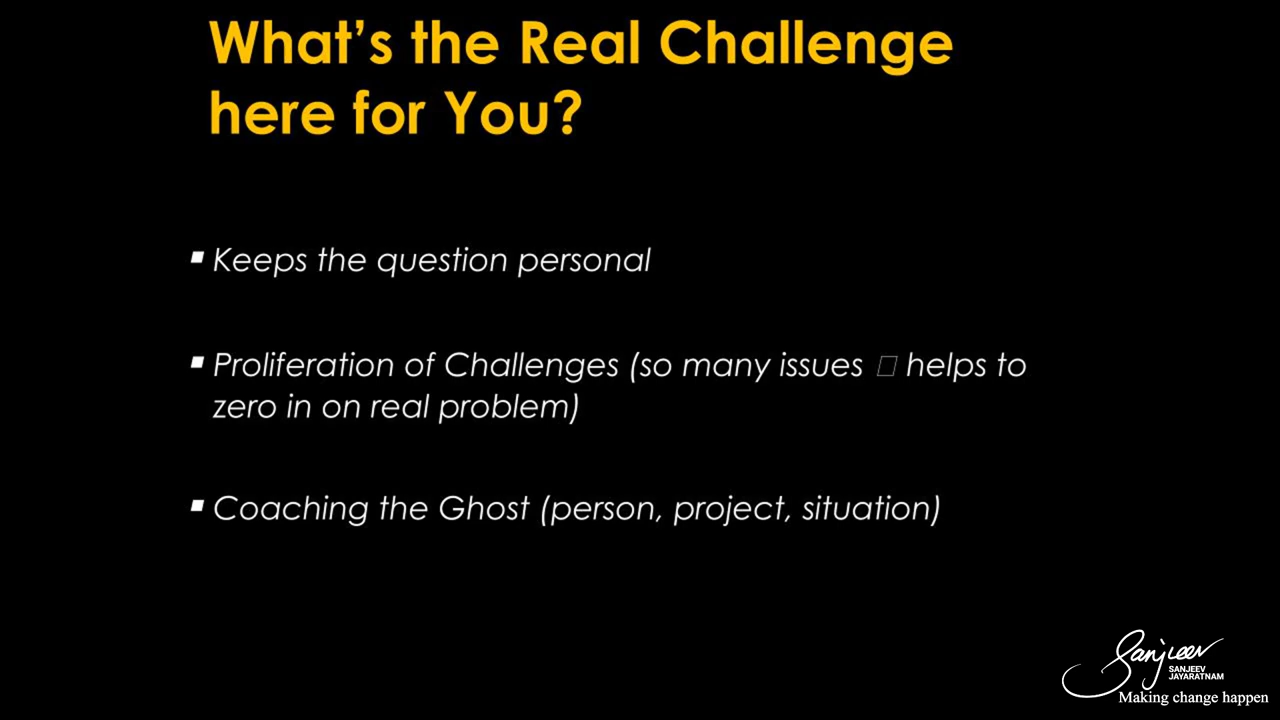 What's the Real Challenge
here for You?
▪ Keeps the question personal
▪ Proliferation of Challenges (so many issues □ helps to
zero in on real problem)
▪ Coaching the Ghost (person, project, situation)
Sanjeev
SANJEEV
JAYARATNAM
Making change happen